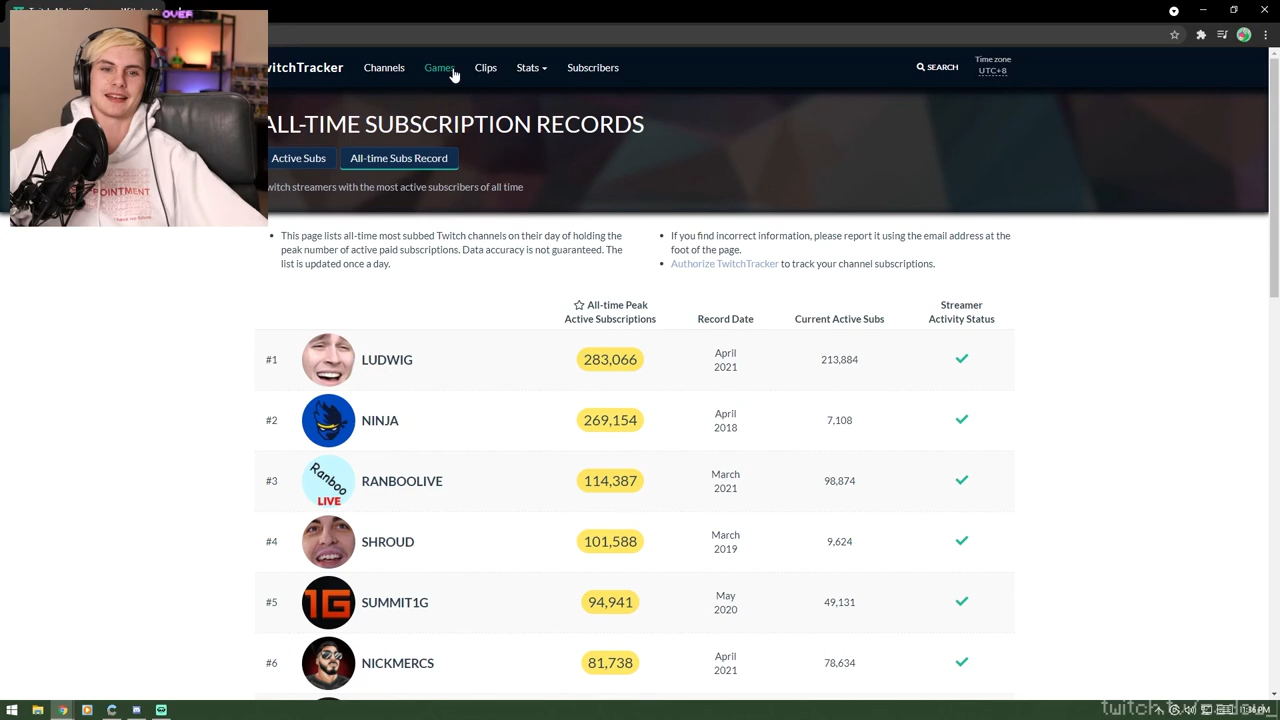 OVER
witchTracker
Channels
Games
Clips
Stats
Subscribers
SEARCH
Time zone
UTC+8
ALL-TIME SUBSCRIPTION RECORDS
Active Subs
All-time Subs Record
witch streamers with the most active subscribers of all time
POINTMENT
I have no future
• This page lists all-time most subbed Twitch channels on their day of holding the
peak number of active paid subscriptions. Data accuracy is not guaranteed. The
list is updated once a day.
• If you find incorrect information, please report it using the email address at the
foot of the page.
• Authorize TwitchTracker to track your channel subscriptions.
All-time Peak
Active Subscriptions
Record Date
Current Active Subs
Streamer
Activity Status
#1 LUDWIG 283,066 April 2021 213,884
#2 NINJA 269,154 April 2018 7,108
#3 Ranboo LIVE RANBOOLIVE 114,387 March 2021 98,874
#4 SHROUD 101,588 March 2019 9,624
#5 1G SUMMIT1G 94,941 May 2020 49,131
#6 NICKMERCS 81,738 April 2021 78,634